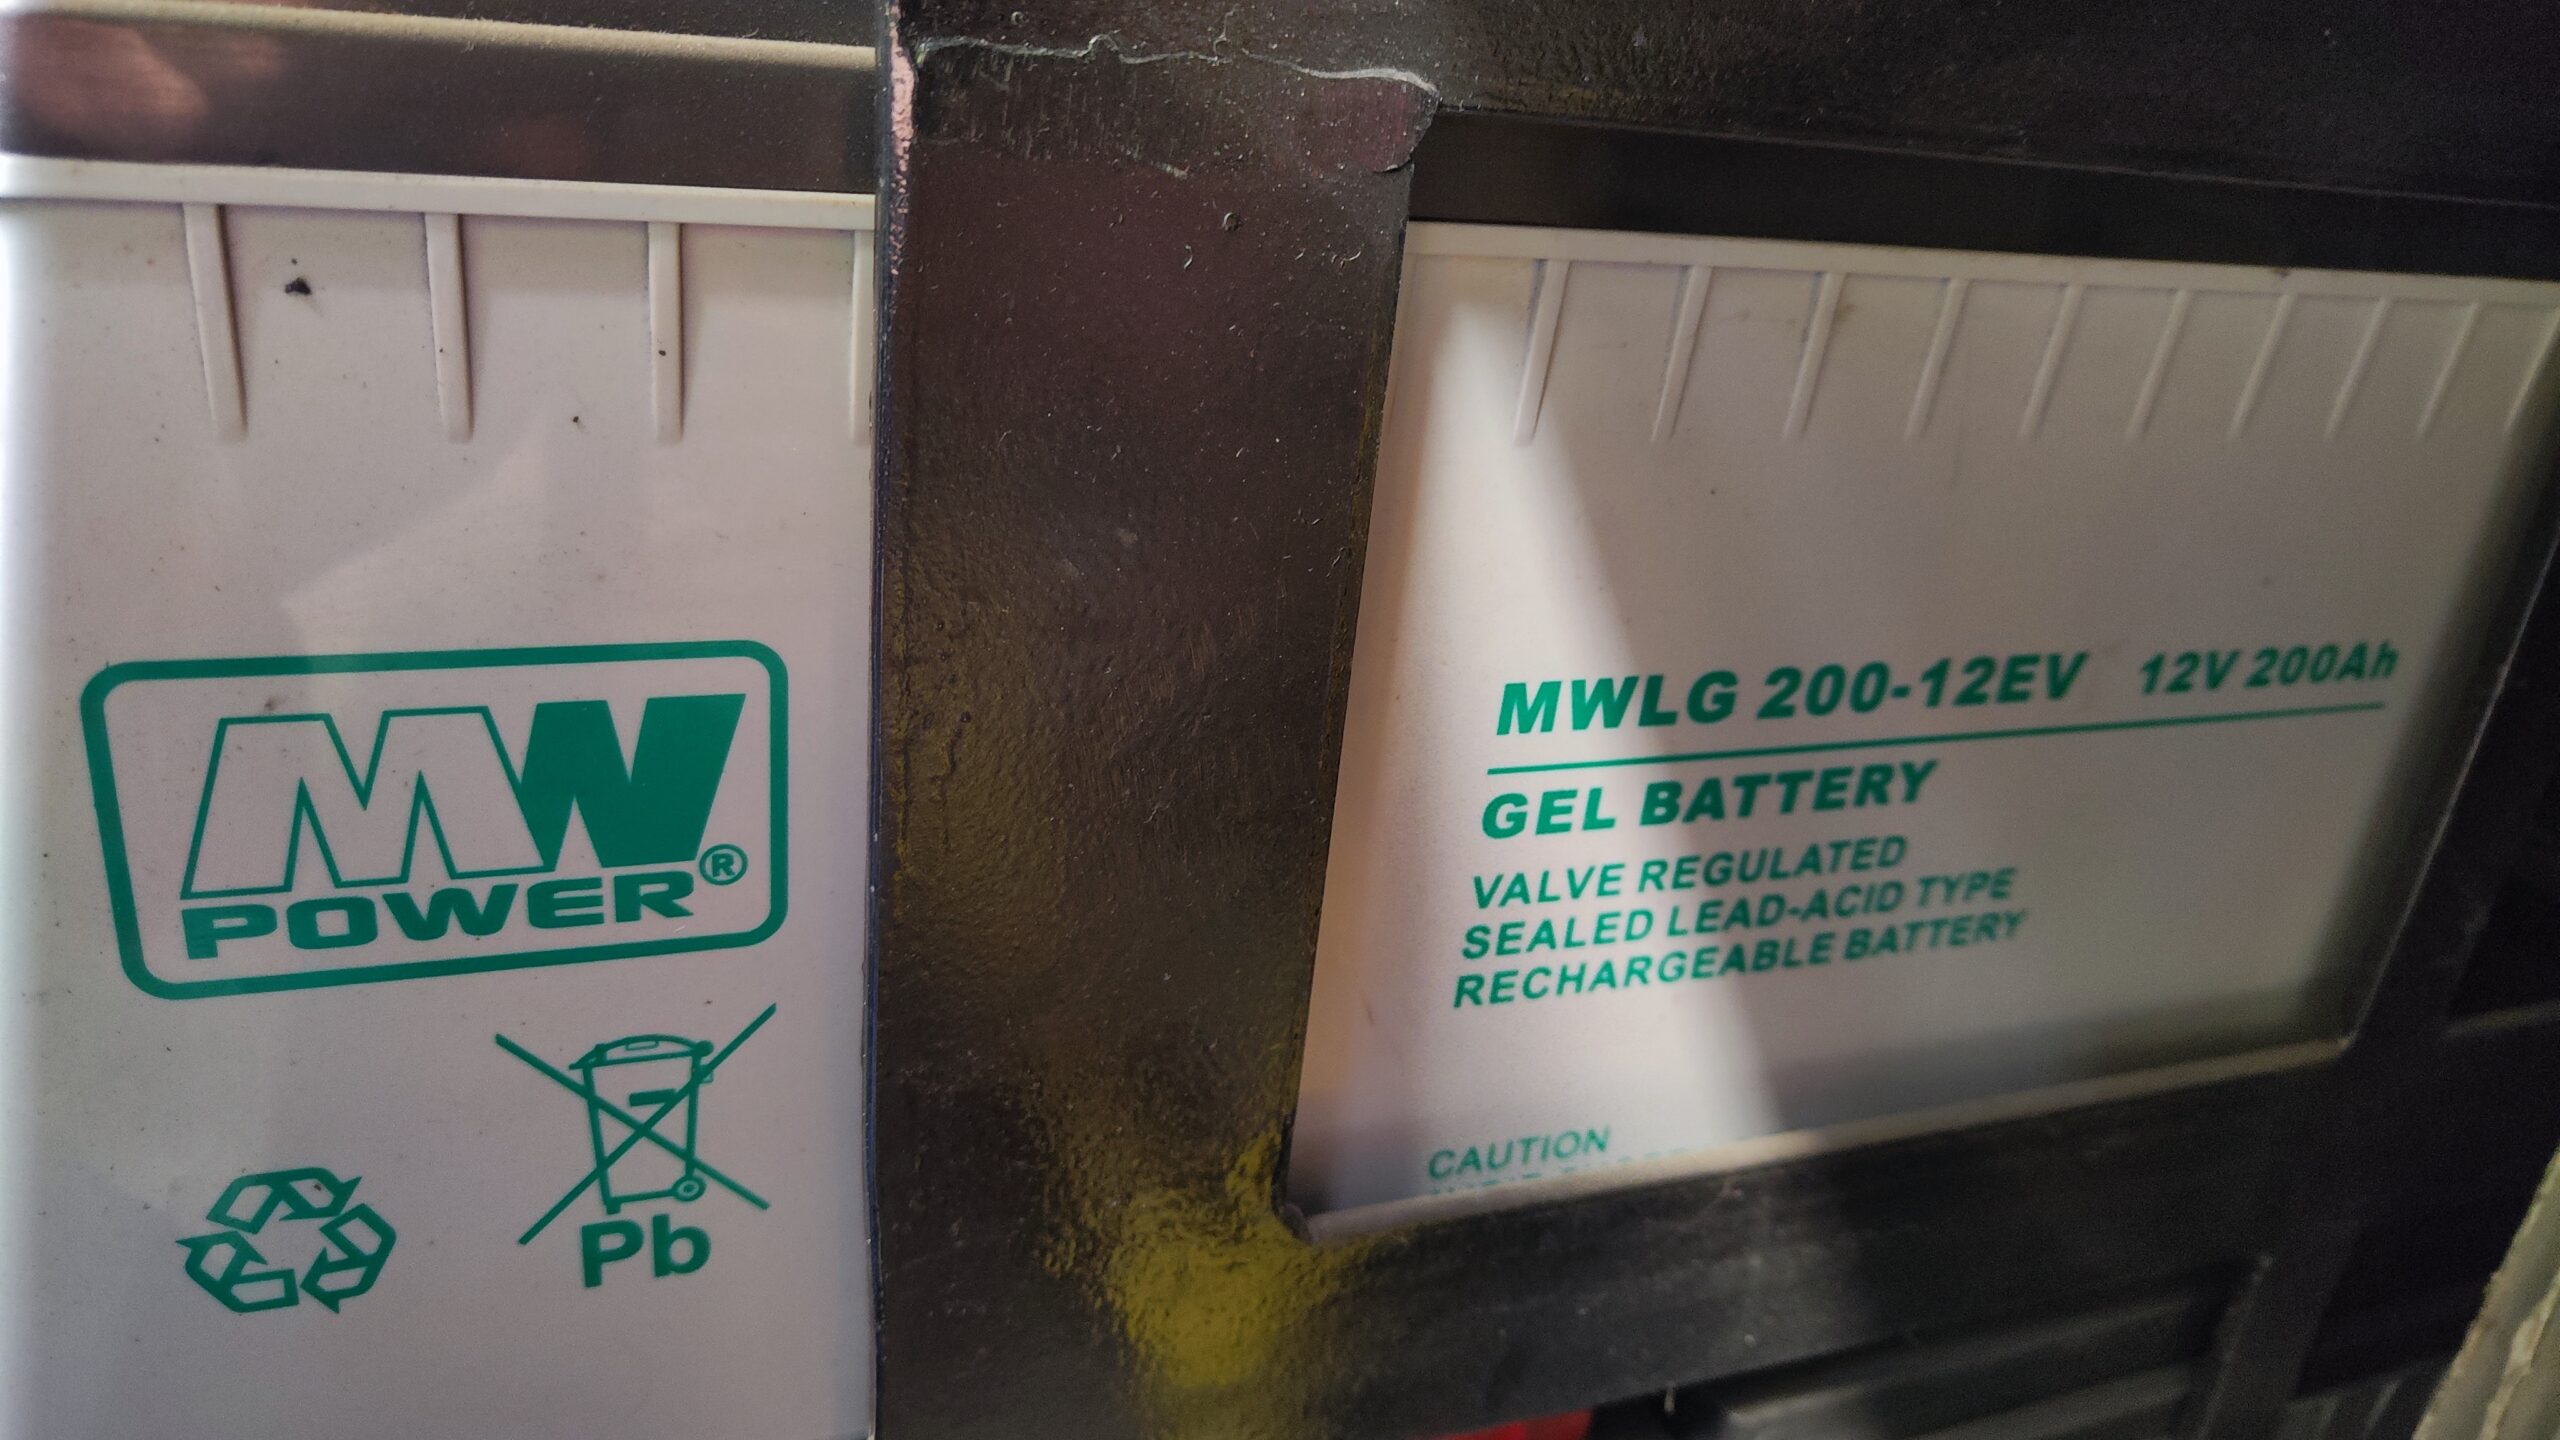 MW
POWER®
Pb
MWLG 200-12EV 12V 200Ah
GEL BATTERY
VALVE REGULATED
SEALED LEAD-ACID TYPE
RECHARGEABLE BATTERY
CAUTION